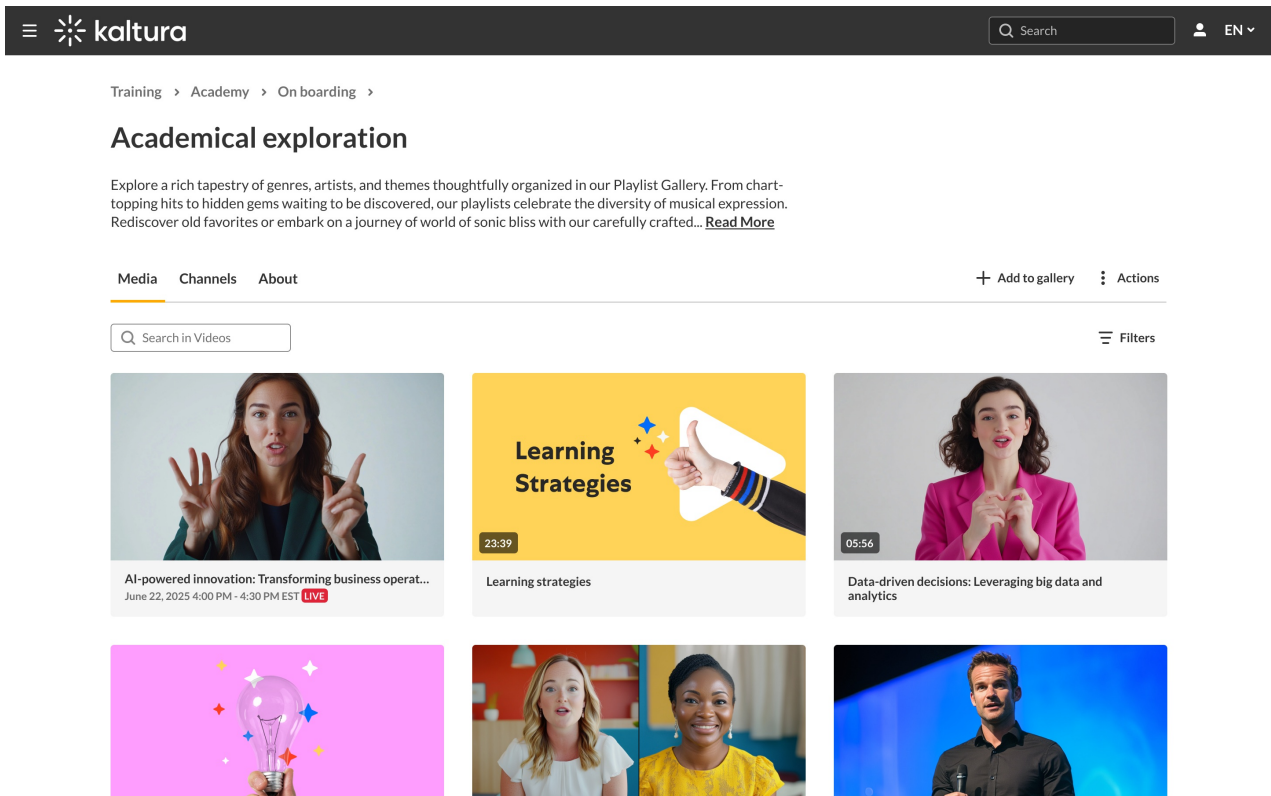 kaltura
Search
EN
Training > Academy > On boarding >
Academical exploration
Explore a rich tapestry of genres, artists, and themes thoughtfully organized in our Playlist Gallery. From chart-
topping hits to hidden gems waiting to be discovered, our playlists celebrate the diversity of musical expression.
Rediscover old favorites or embark on a journey of world of sonic bliss with our carefully crafted... Read More
Media Channels About
Add to gallery
Actions
Search in Videos
Filters
Learning
Strategies
23:39
05:56
AI-powered innovation: Transforming business operat...
June 22, 2025 4:00 PM - 4:30 PM EST LIVE
Learning strategies
Data-driven decisions: Leveraging big data and
analytics